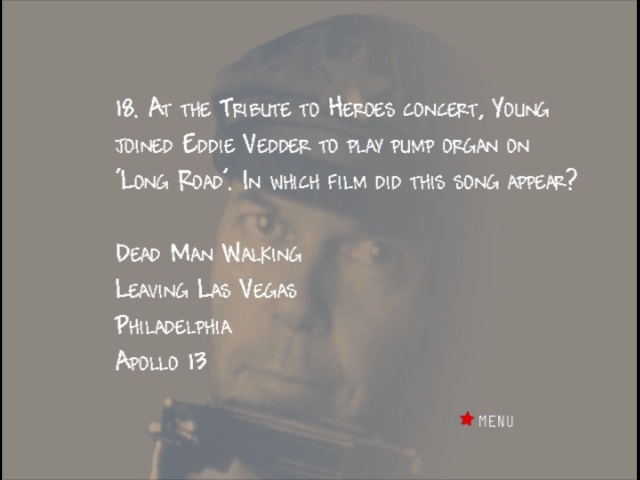 18. At the Tribute to Heroes concert, Young
joined Eddie Vedder to play pump organ on
'Long Road'. In which film did this song appear?
Dead Man Walking
Leaving Las Vegas
Philadelphia
Apollo 13
MENU